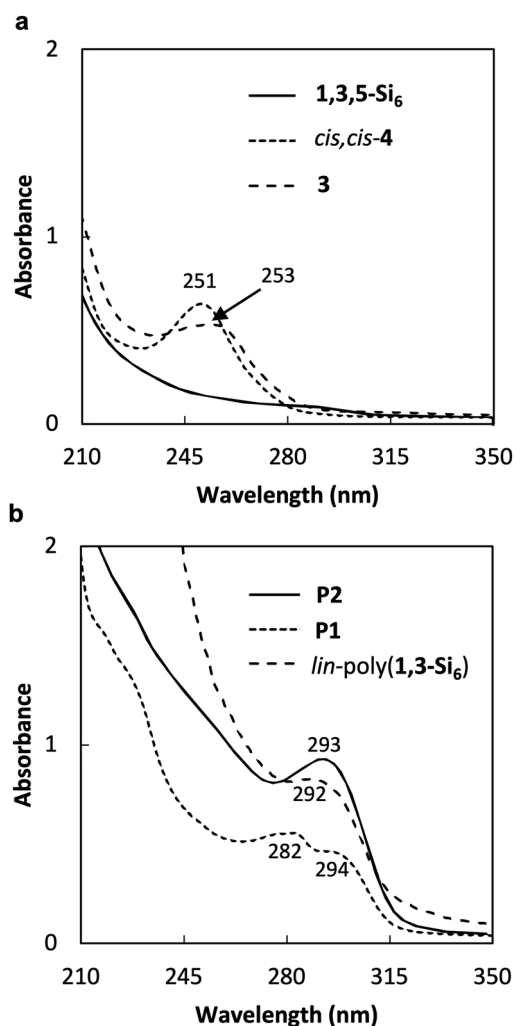 a
2
1,3,5-Si₆
cis,cis-4
3
Absorbance
1
251
253
0
210 245 280 315 350
Wavelength (nm)
b
2
P2
P1
lin-poly(1,3-Si₆)
Absorbance
1
293
292
282
294
0
210 245 280 315 350
Wavelength (nm)